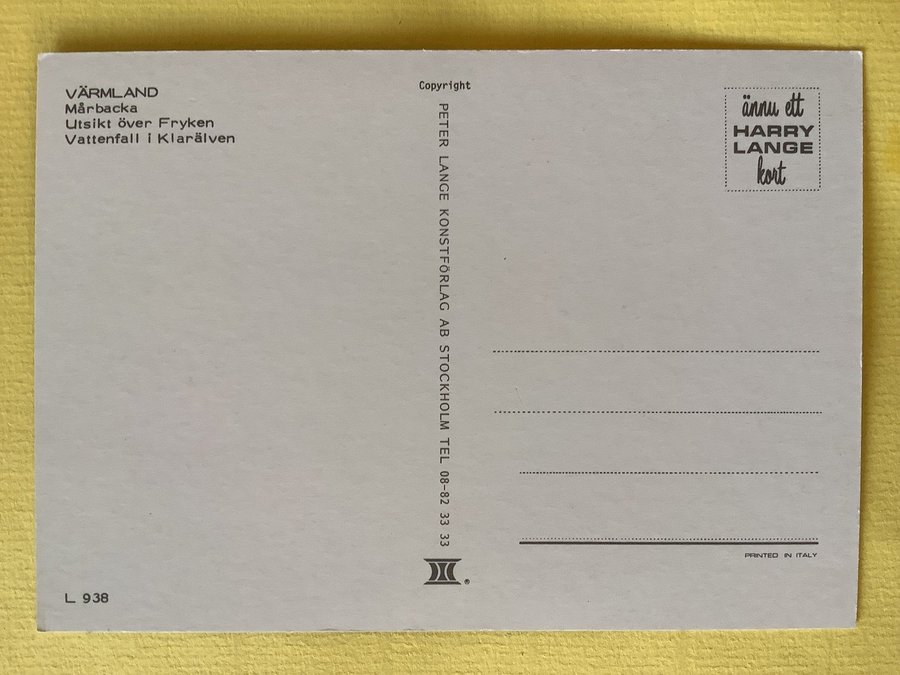 VÄRMLAND
Mårbacka
Utsikt över Fryken
Vattenfall i Klarälven
L 938
Copyright
PETER LANGE KONSTFÖRLAG AB STOCKHOLM TEL 08-82 33 33
®
ännu ett
HARRY
LANGE
kort
PRINTED IN ITALY